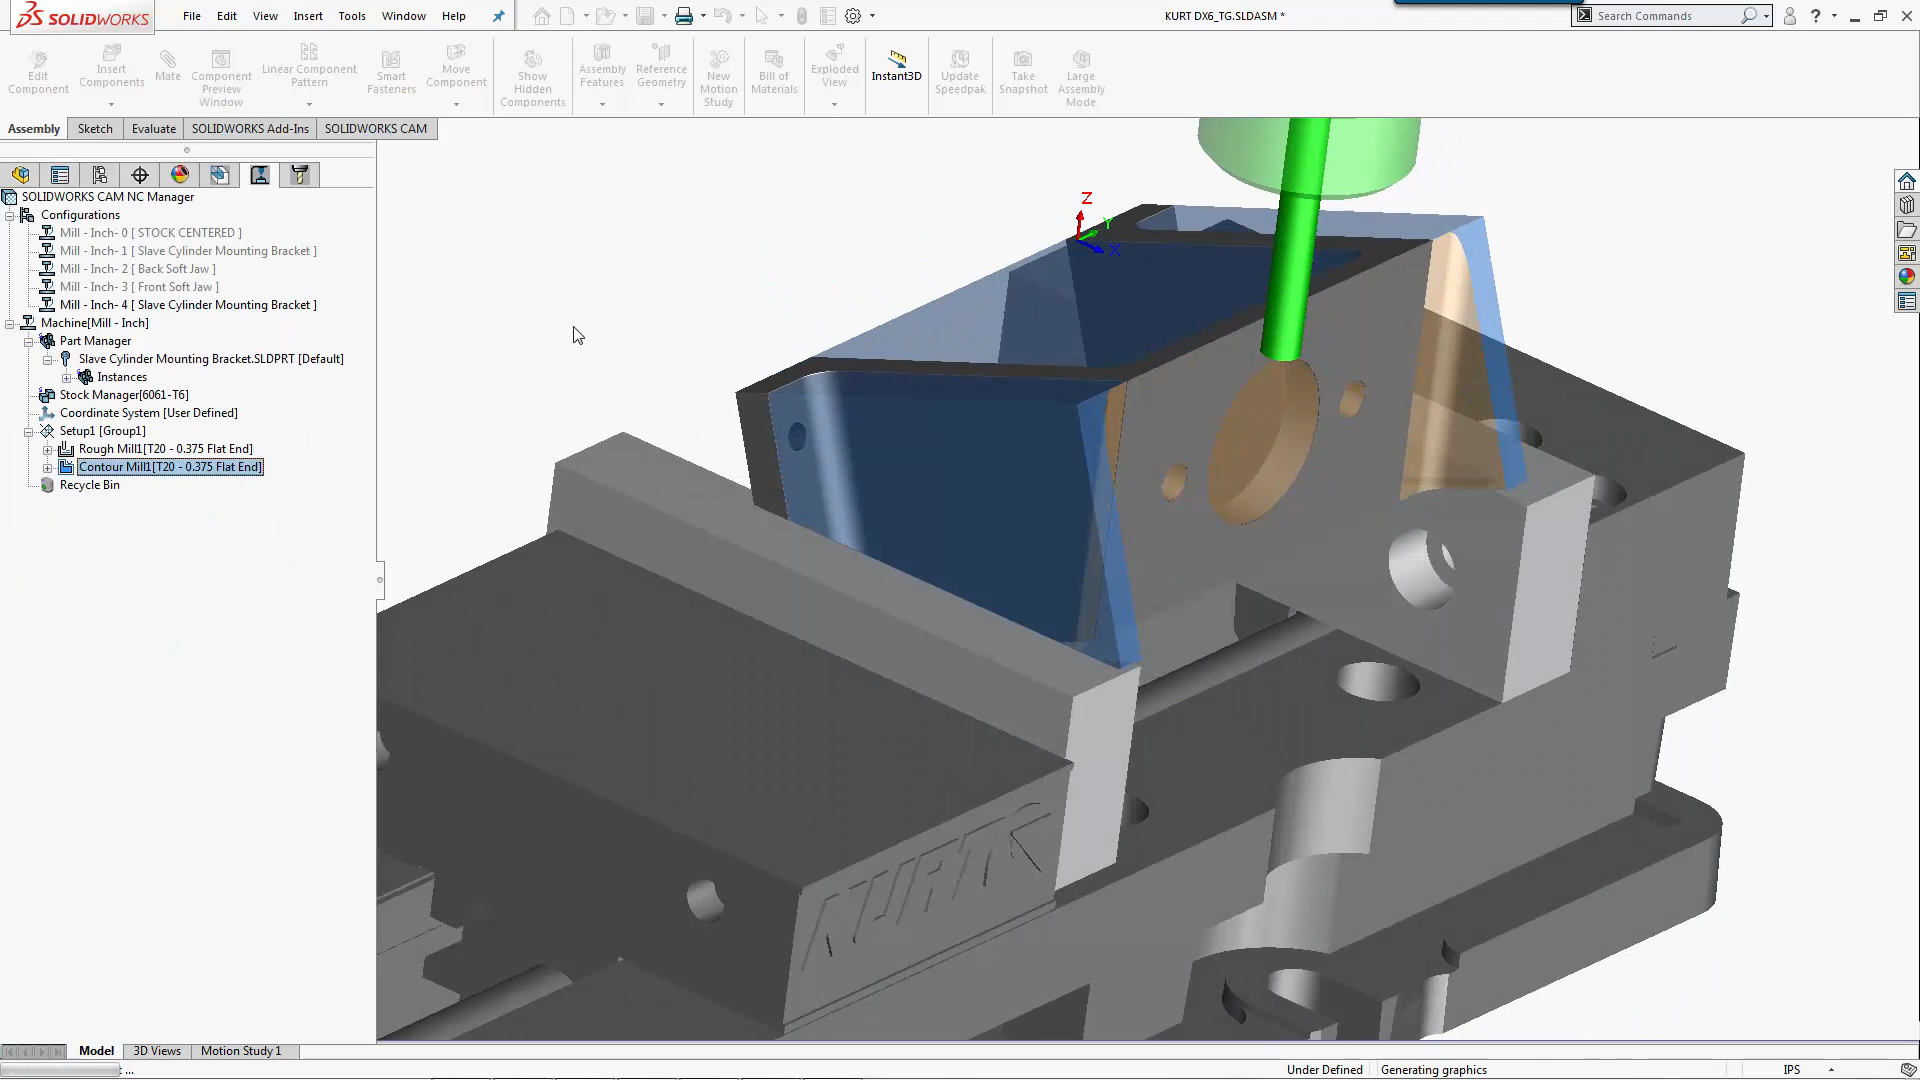 SOLIDWORKS
File Edit View Insert Tools Window Help
KURT DX6_TG.SLDASM *
Search Commands
?
Edit Component
Insert Components
Mate
Component Preview Window
Linear Component Pattern
Smart Fasteners
Move Component
Show Hidden Components
Assembly Features
Reference Geometry
New Motion Study
Bill of Materials
Exploded View
Instant3D
Update Speedpak
Take Snapshot
Large Assembly Mode
Assembly Sketch Evaluate SOLIDWORKS Add-Ins SOLIDWORKS CAM
SOLIDWORKS CAM NC Manager
Configurations
Mill - Inch- 0 [ STOCK CENTERED ]
Mill - Inch- 1 [ Slave Cylinder Mounting Bracket ]
Mill - Inch- 2 [ Back Soft Jaw ]
Mill - Inch- 3 [ Front Soft Jaw ]
Mill - Inch- 4 [ Slave Cylinder Mounting Bracket ]
Machine[Mill - Inch]
Part Manager
Slave Cylinder Mounting Bracket.SLDPRT [Default]
Instances
Stock Manager[6061-T6]
Coordinate System [User Defined]
Setup1 [Group1]
Rough Mill1[T20 - 0.375 Flat End]
Contour Mill1[T20 - 0.375 Flat End]
Recycle Bin
Z
Y
X
KURT
Model 3D Views Motion Study 1
...
Under Defined Generating graphics IPS